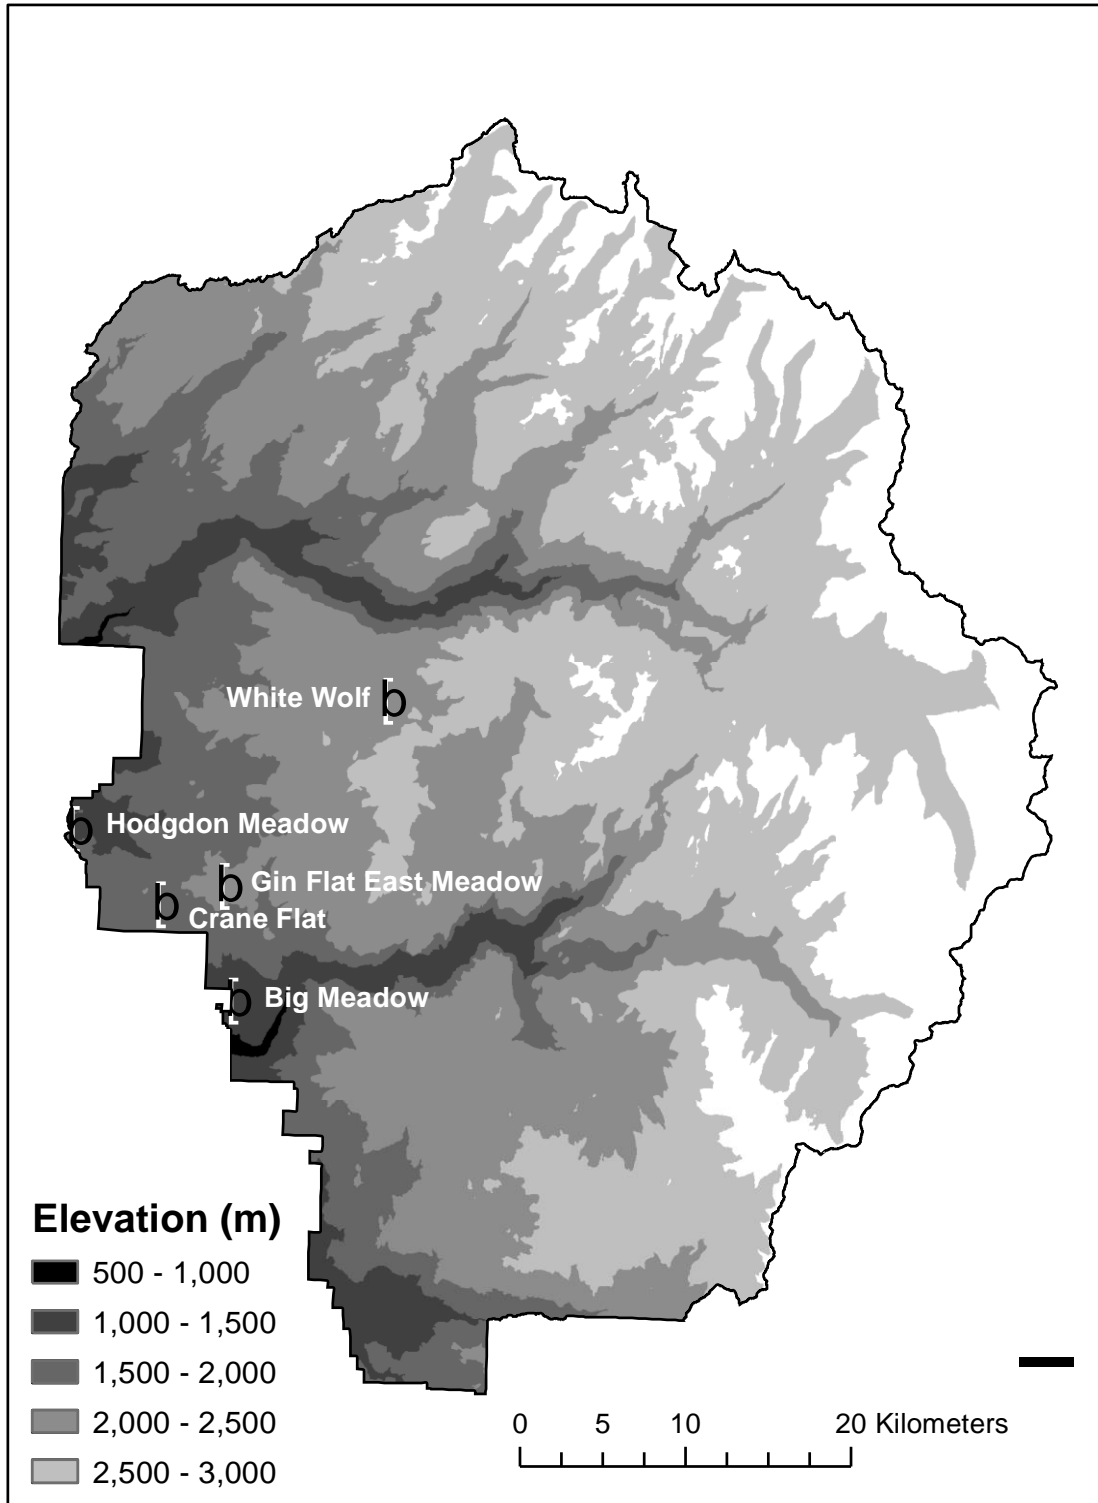 White Wolf
Hodgdon Meadow
Gin Flat East Meadow
Crane Flat
Big Meadow
Elevation (m)
500 - 1,000
1,000 - 1,500
1,500 - 2,000
2,000 - 2,500
2,500 - 3,000
0 5 10 20 Kilometers